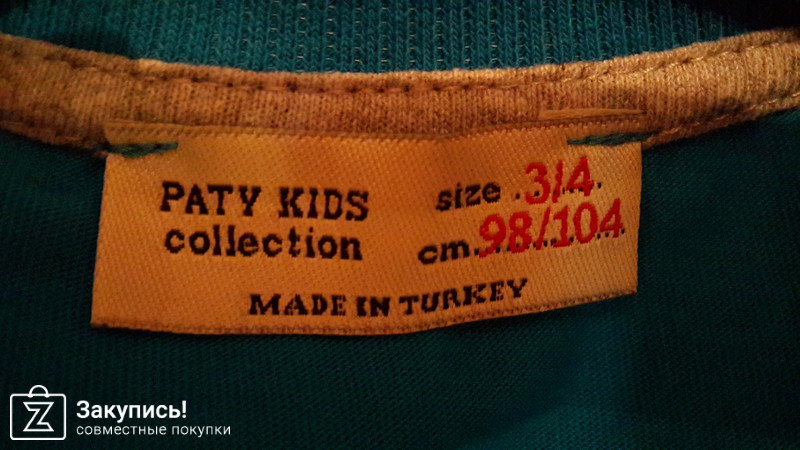 PATY KIDS
collection
size .3/4.
cm.98/104
MADE IN TURKEY
Z
Закупись!
совместные покупки